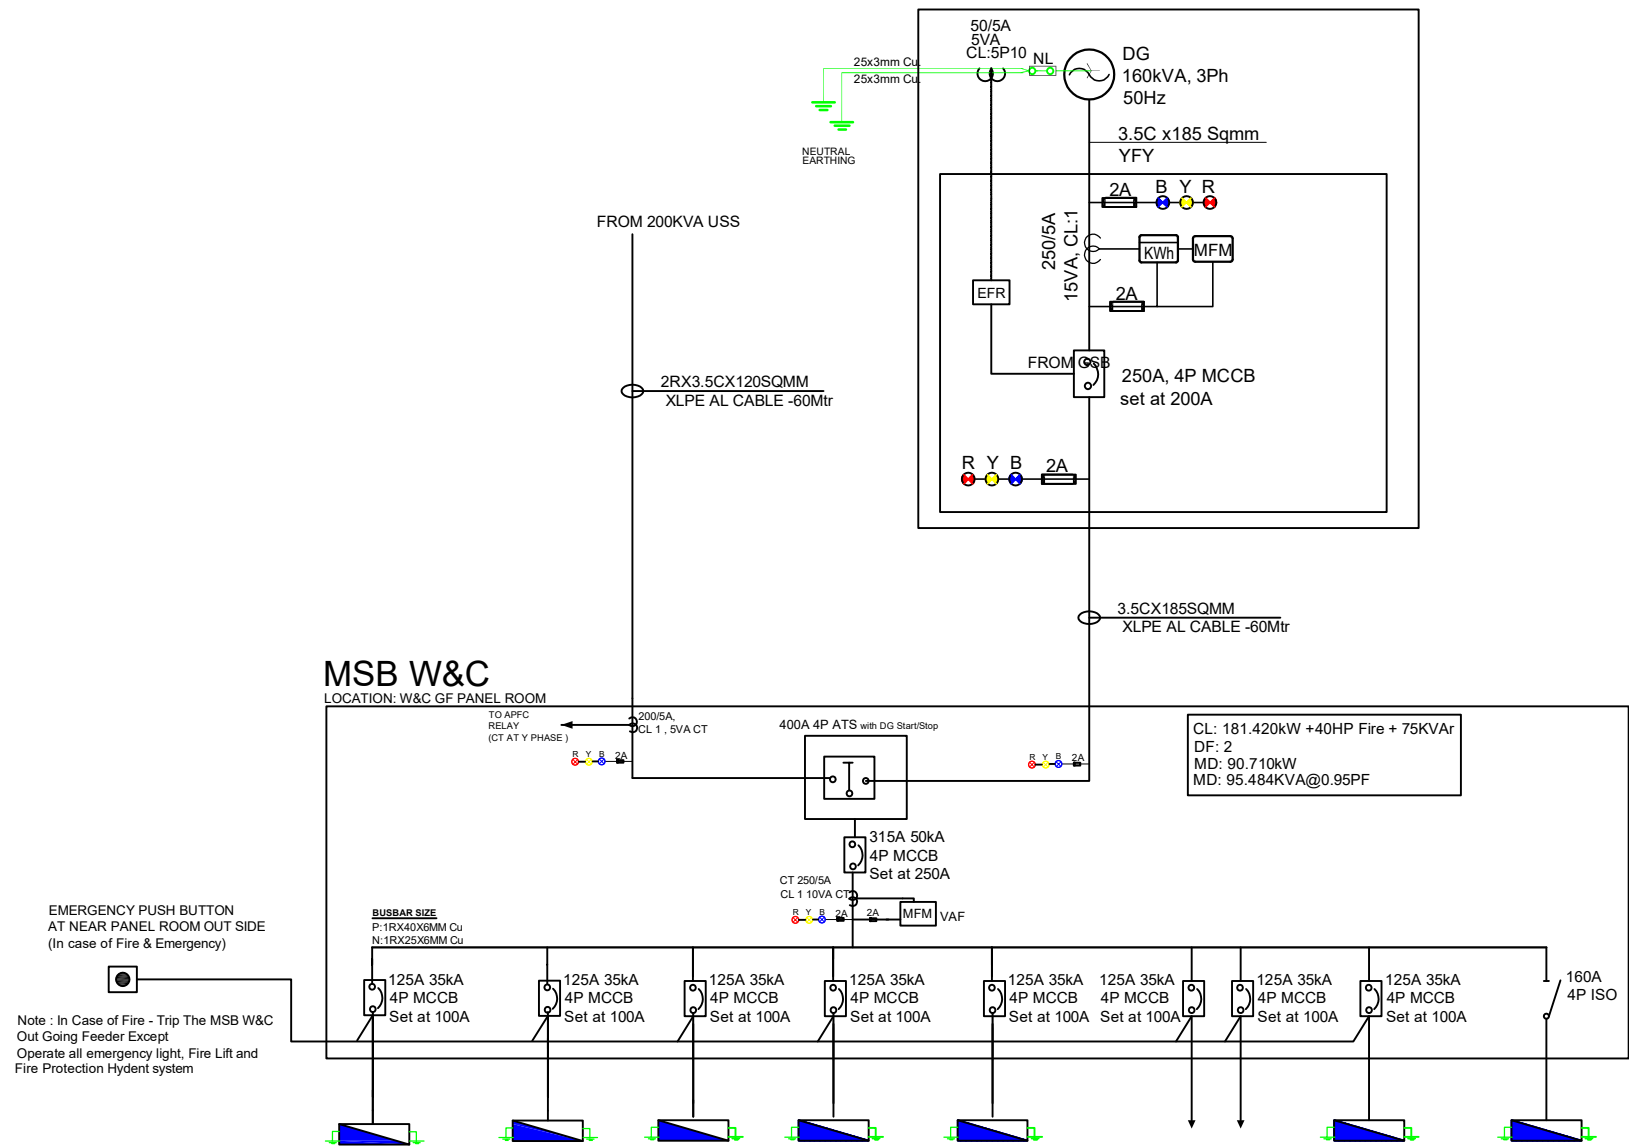 50/5A
5VA
CL:5P10
NL
25x3mm Cu.
25x3mm Cu.
DG
160kVA, 3Ph
50Hz
NEUTRAL
EARTHING
3.5C x185 Sqmm
YFY
2A B Y R
250/5A
15VA, CL:1
KWh
MFM
2A
EFR
FROM GSB
250A, 4P MCCB
set at 200A
R Y B 2A
FROM 200KVA USS
2RX3.5CX120SQMM
XLPE AL CABLE -60Mtr
3.5CX185SQMM
XLPE AL CABLE -60Mtr
MSB W&C
LOCATION: W&C GF PANEL ROOM
TO APFC
RELAY
(CT AT Y PHASE )
200/5A,
CL 1 , 5VA CT
R Y B 2A
400A 4P ATS with DG Start/Stop
R Y B 2A
CL: 181.420kW +40HP Fire + 75KVAr
DF: 2
MD: 90.710kW
MD: 95.484KVA@0.95PF
315A 50kA
4P MCCB
Set at 250A
CT 250/5A
CL 1 10VA CT
R Y B 2A 2A
MFM VAF
BUSBAR SIZE
P:1RX40X6MM Cu
N:1RX25X6MM Cu
EMERGENCY PUSH BUTTON
AT NEAR PANEL ROOM OUT SIDE
(In case of Fire & Emergency)
Note : In Case of Fire - Trip The MSB W&C
Out Going Feeder Except
Operate all emergency light, Fire Lift and
Fire Protection Hydent system
125A 35kA
4P MCCB
Set at 100A
125A 35kA
4P MCCB
Set at 100A
125A 35kA
4P MCCB
Set at 100A
125A 35kA
4P MCCB
Set at 100A
125A 35kA
4P MCCB
Set at 100A
125A 35kA
4P MCCB
Set at 100A
125A 35kA
4P MCCB
Set at 100A
125A 35kA
4P MCCB
Set at 100A
160A
4P ISO